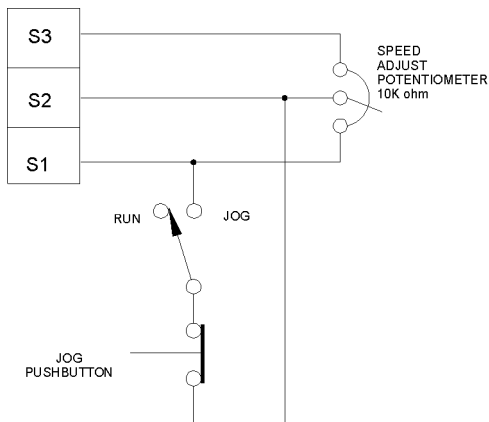 S3
S2
S1
SPEED
ADJUST
POTENTIOMETER
10K ohm
RUN
JOG
JOG
PUSHBUTTON